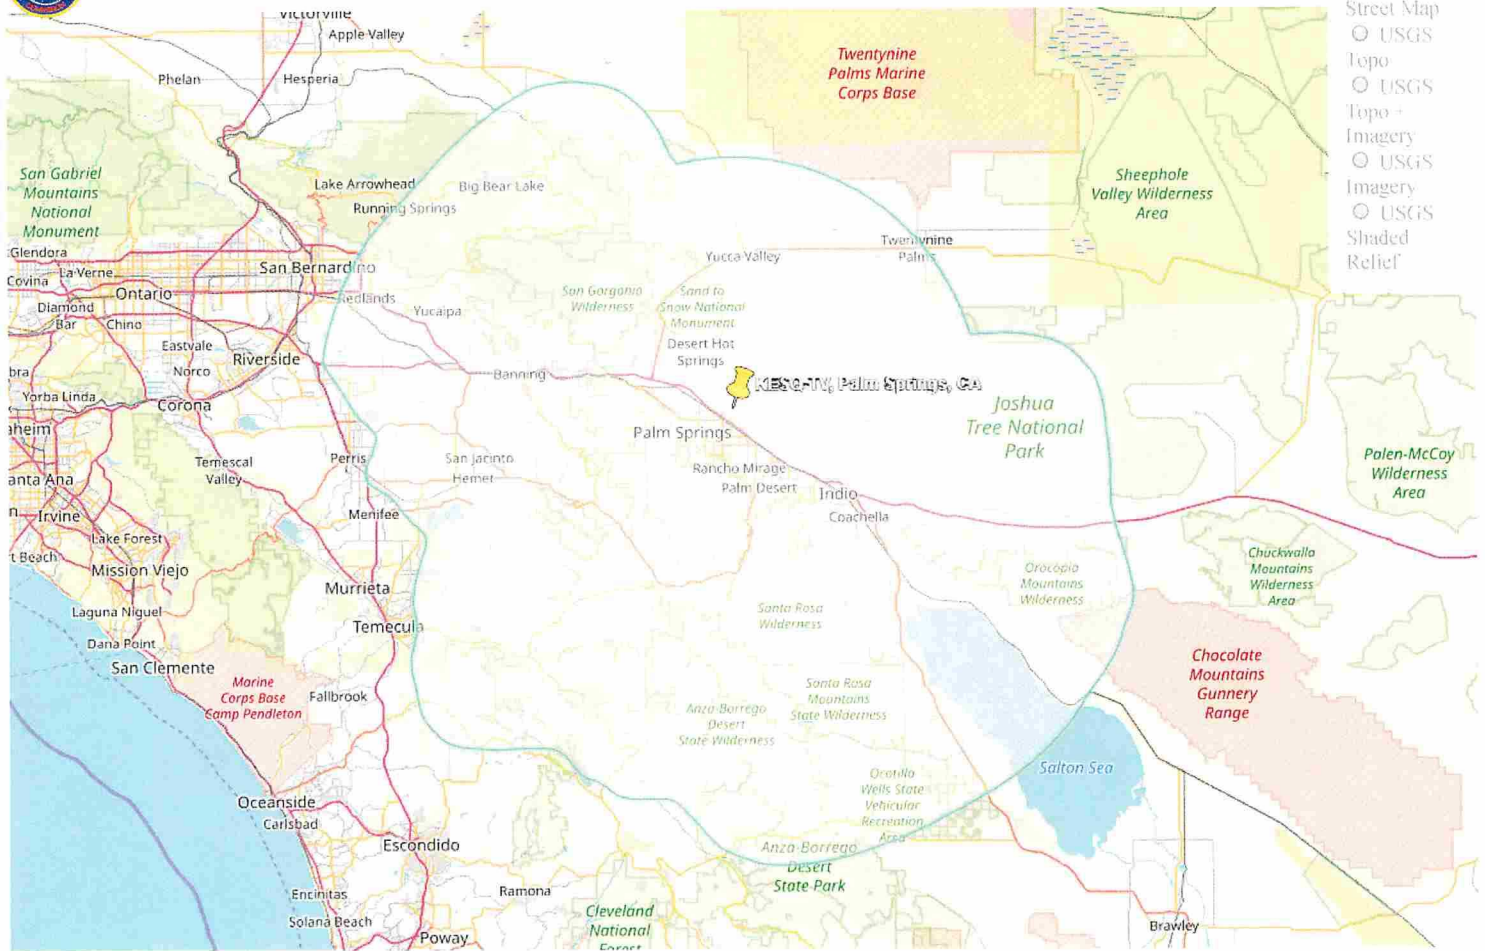 COMMISSION
Victorville
Apple Valley
Phelan
Hesperia
Twentynine
Palms Marine
Corps Base
Street Map
USGS
Topo
USGS
Topo +
Imagery
USGS
Imagery
USGS
Shaded
Relief
San Gabriel
Mountains
National
Monument
Lake Arrowhead
Big Bear Lake
Running Springs
Sheephole
Valley Wilderness
Area
Glendora
Covina
La Verne
San Bernardino
Yucca Valley
Twentynine
Palms
Diamond
Bar
Ontario
Chino
Redlands
Yucaipa
San Gorgonio
Wilderness
Sand to
Snow National
Monument
Desert Hot
Springs
Eastvale
Norco
Riverside
Banning
bra
Yorba Linda
Corona
KESQ-TV, Palm Springs, CA
Joshua
Tree National
Park
aheim
Palm Springs
Temescal
Valley
Perris
San Jacinto
Hemet
Rancho Mirage
Palm Desert
Indio
Coachella
Palen-McCoy
Wilderness
Area
anta Ana
n
Irvine
Menifee
Lake Forest
t Beach
Mission Viejo
Chuckwalla
Mountains
Wilderness
Area
Orocopia
Mountains
Wilderness
Murrieta
Laguna Niguel
Temecula
Santa Rosa
Wilderness
Dana Point
San Clemente
Marine
Corps Base
Camp Pendleton
Fallbrook
Santa Rosa
Mountains
State Wilderness
Anza-Borrego
Desert
State Wilderness
Chocolate
Mountains
Gunnery
Range
Salton Sea
Ocotillo
Wells State
Vehicular
Recreation
Area
Oceanside
Carlsbad
Escondido
Anza-Borrego
Desert
State Park
Encinitas
Ramona
Solana Beach
Cleveland
National
Forest
Poway
Brawley